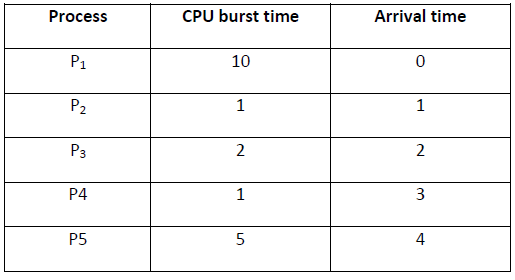 Process CPU burst time Arrival time
P₁ 10 0
P₂ 1 1
P₃ 2 2
P4 1 3
P5 5 4